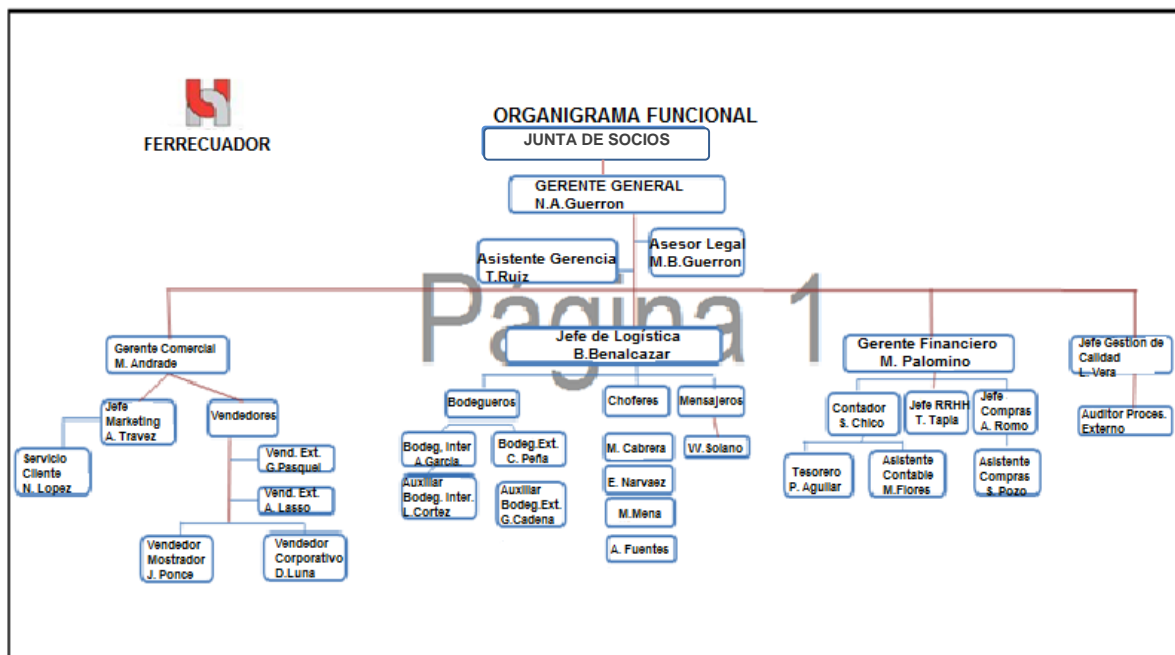 ORGANIGRAMA FUNCIONAL
FERRECUADOR
JUNTA DE SOCIOS
GERENTE GENERAL
N.A.Guerron
Asistente Gerencia
T.Ruiz
Asesor Legal
M.B.Guerron
Página 1
Gerente Comercial
M. Andrade
Jefe de Logística
B.Benalcazar
Gerente Financiero
M. Palomino
Jefe Gestion de
Calidad
L. Vera
Jefe
Marketing
A. Travez
Vendedores
Servicio
Cliente
N. Lopez
Vend. Ext.
G.Pasquel
Vend. Ext.
A. Lasso
Vendedor
Mostrador
J. Ponce
Vendedor
Corporativo
D.Luna
Bodegueros
Choferes
Mensajeros
Bodeg, Inter
A.Garcia
Bodeg.Ext.
C. Peña
Auxiliar
Bodeg. Inter.
L.Cortez
Auxiliar
Bodeg.Ext.
G.Cadena
M. Cabrera
E. Narvaez
M.Mena
A. Fuentes
W.Solano
Contador
S. Chico
Jefe RRHH
T. Tapia
Jefe
Compras
A. Romo
Tesorero
P. Aguilar
Asistente
Contable
M.Flores
Asistente
Compras
S. Pozo
Auditor Proces.
Externo